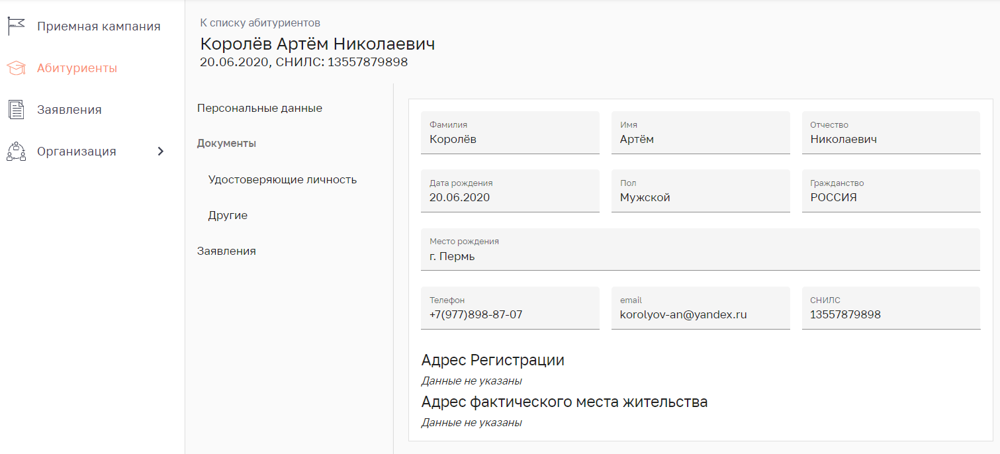 Приемная кампания
Абитуриенты
Заявления
Организация
К списку абитуриентов
Королёв Артём Николаевич
20.06.2020, СНИЛС: 13557879898
Персональные данные
Документы
Удостоверяющие личность
Другие
Заявления
Фамилия
Королёв
Имя
Артём
Отчество
Николаевич
Дата рождения
20.06.2020
Пол
Мужской
Гражданство
РОССИЯ
Место рождения
г. Пермь
Телефон
+7(977)898-87-07
email
korolyov-an@yandex.ru
СНИЛС
13557879898
Адрес Регистрации
Данные не указаны
Адрес фактического места жительства
Данные не указаны